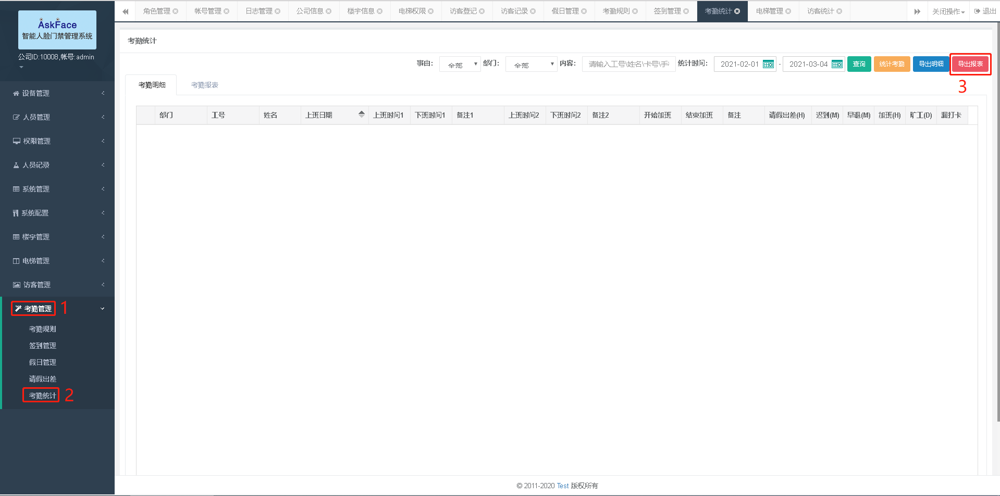 AskFace
智能人脸门禁管理系统
公司ID:10008,帐号:admin
设备管理
人员管理
权限管理
人员记录
系统管理
系统配置
楼宇管理
电梯管理
访客管理
考勤管理 1
考勤规则
签到管理
假日管理
请假出差
考勤统计 2
角色管理 帐号管理 日志管理 公司信息 楼宇信息 电梯权限 访客登记 访客记录 假日管理 考勤规则 签到管理 考勤统计 电梯管理 访客统计 关闭操作 退出
考勤统计
事由: 全部 部门: 全部 内容: 请输入工号\姓名\卡号\手 统计时间: 2021-02-01 - 2021-03-04 查询 统计考勤 导出明细 导出报表
3
考勤明细 考勤报表
部门 工号 姓名 上班日期 上班时间1 下班时间1 备注1 上班时间2 下班时间2 备注2 开始加班 结束加班 备注 请假出差(H) 迟到(M) 早退(M) 加班(H) 旷工(D) 漏打卡
© 2011-2020 Test 版权所有